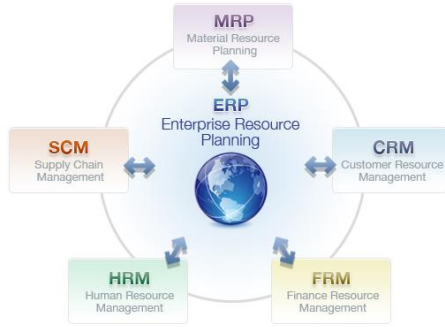 MRP
Material Resource
Planning
ERP
Enterprise Resource
Planning
SCM
Supply Chain
Management
CRM
Customer Resource
Management
HRM
Human Resource
Management
FRM
Finance Resource
Management